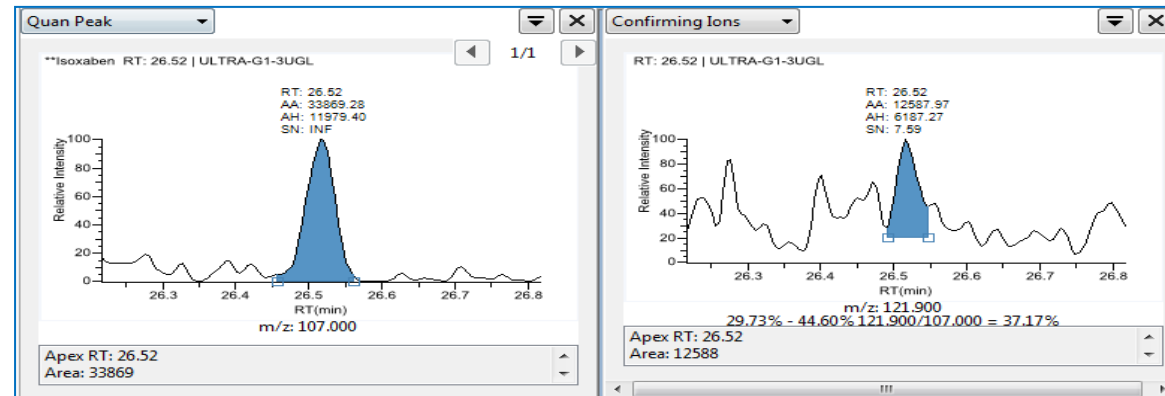 Quan Peak
1/1
**Isoxaben RT: 26.52 | ULTRA-G1-3UGL
RT: 26.52
AA: 33869.28
AH: 11979.40
SN: INF
Relative Intensity
100
80
60
40
20
0
26.3 26.4 26.5 26.6 26.7 26.8
RT(min)
m/z: 107.000
Apex RT: 26.52
Area: 33869
Confirming Ions
RT: 26.52 | ULTRA-G1-3UGL
RT: 26.52
AA: 12587.97
AH: 6187.27
SN: 7.59
Relative Intensity
100
80
60
40
20
0
26.3 26.4 26.5 26.6 26.7 26.8
RT(min)
m/z: 121.900
29.73% - 44.60% 121.900/107.000 = 37.17%
Apex RT: 26.52
Area: 12588